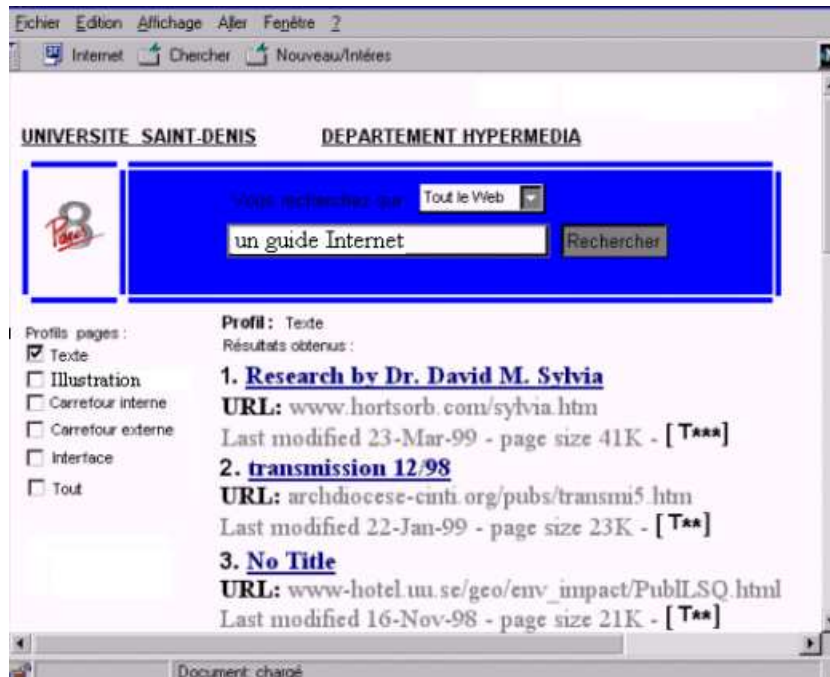 Fichier Edition Affichage Aller Fenêtre ?
Internet Chercher Nouveau/Intéres
UNIVERSITE SAINT-DENIS DEPARTEMENT HYPERMEDIA
Vous recherchez sur Tout le Web
Paris 8
un guide Internet Rechercher
Profils pages :
Texte
Illustration
Carrefour interne
Carrefour externe
Interface
Tout
Profil : Texte
Résultats obtenus :
1. Research by Dr. David M. Sylvia
URL: www.hortsorb.com/sylvia.htm
Last modified 23-Mar-99 - page size 41K - [T***]
2. transmission 12/98
URL: archdiocese-cinti.org/pubs/transmi5.htm
Last modified 22-Jan-99 - page size 23K - [T**]
3. No Title
URL: www-hotel.uu.se/geo/env_impact/PublLSQ.html
Last modified 16-Nov-98 - page size 21K - [T**]
Document: chargé